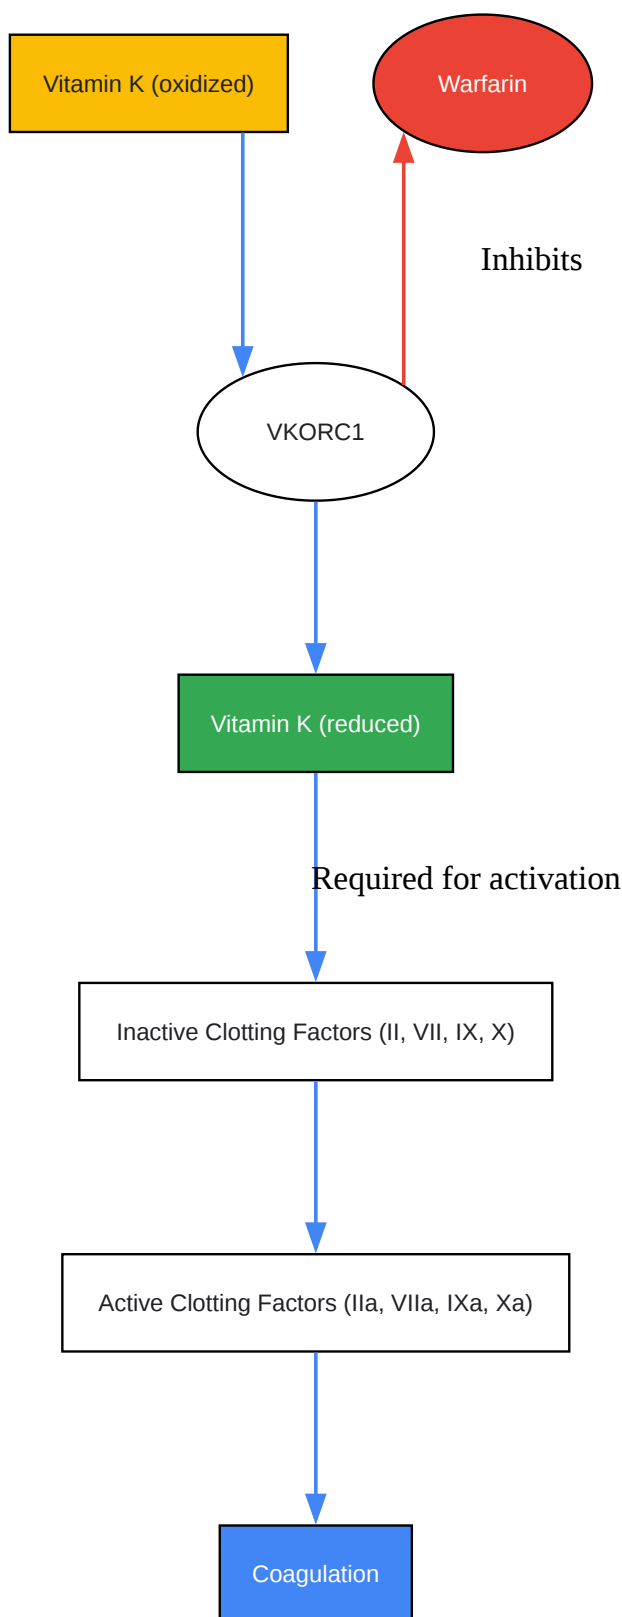 Vitamin K (oxidized)
Warfarin
Inhibits
VKORC1
Vitamin K (reduced)
Required for activation
Inactive Clotting Factors (II, VII, IX, X)
Active Clotting Factors (IIa, VIIa, IXa, Xa)
Coagulation